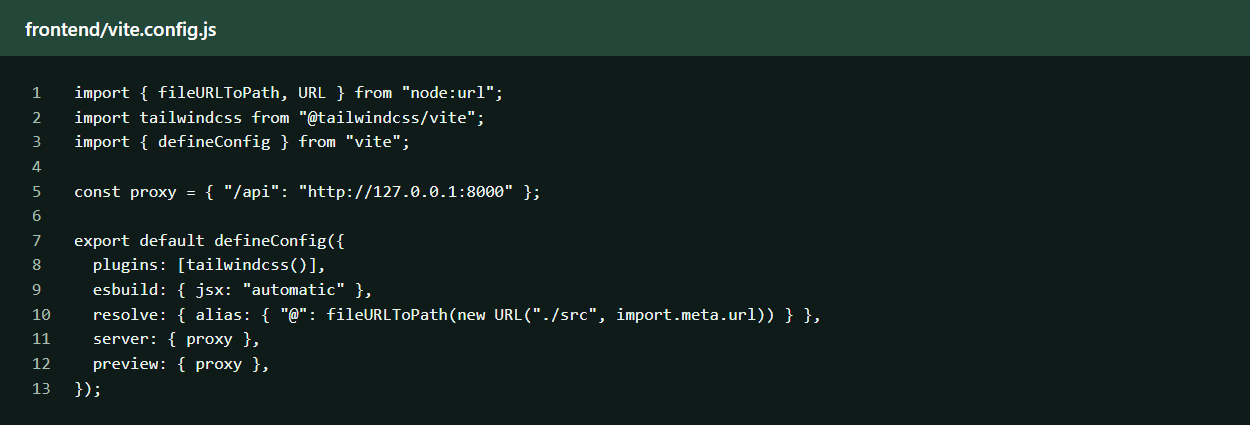 frontend/vite.config.js
1 import { fileURLToPath, URL } from "node:url";
2 import tailwindcss from "@tailwindcss/vite";
3 import { defineConfig } from "vite";
4
5 const proxy = { "/api": "http://127.0.0.1:8000" };
6
7 export default defineConfig({
8   plugins: [tailwindcss()],
9   esbuild: { jsx: "automatic" },
10   resolve: { alias: { "@": fileURLToPath(new URL("./src", import.meta.url)) } },
11   server: { proxy },
12   preview: { proxy },
13 });